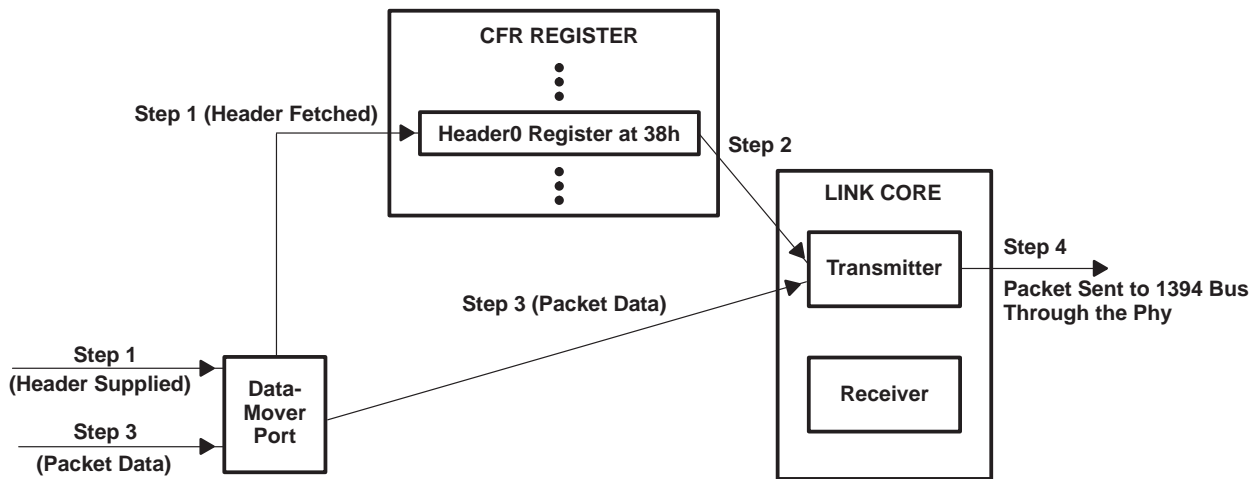 CFR REGISTER
Step 1 (Header Fetched)
Header0 Register at 38h
Step 2
LINK CORE
Transmitter
Step 4
Packet Sent to 1394 Bus
Through the Phy
Step 3 (Packet Data)
Step 1
(Header Supplied)
Data-
Mover
Port
Receiver
Step 3
(Packet Data)